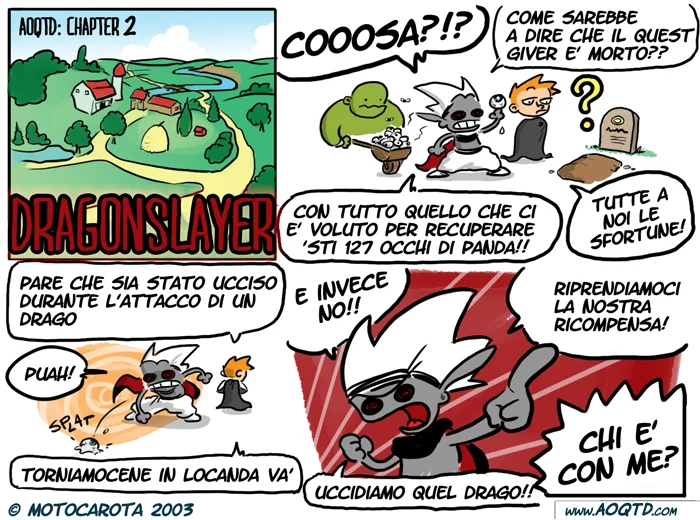 AOQTD: CHAPTER 2
DRAGONSLAYER
COOOSA?!?
COME SAREBBE
A DIRE CHE IL QUEST
GIVER E' MORTO??
?
CON TUTTO QUELLO CHE CI
E' VOLUTO PER RECUPERARE
'STI 127 OCCHI DI PANDA!!
TUTTE A
NOI LE
SFORTUNE!
PARE CHE SIA STATO UCCISO
DURANTE L'ATTACCO DI UN
DRAGO
PUAH!
SPLAT
TORNIAMOCENE IN LOCANDA VA'
E INVECE
NO!!
RIPRENDIAMOCI
LA NOSTRA
RICOMPENSA!
UCCIDIAMO QUEL DRAGO!!
CHI E'
CON ME?
© MOTOCAROTA 2003
WWW.AOQTD.COM